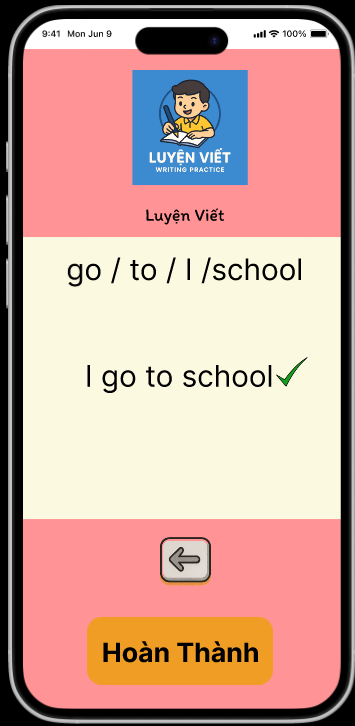 9:41 Mon Jun 9 100%
LUYỆN VIẾT
WRITING PRACTICE
Luyện Viết
go / to / I /school
I go to school
Hoàn Thành